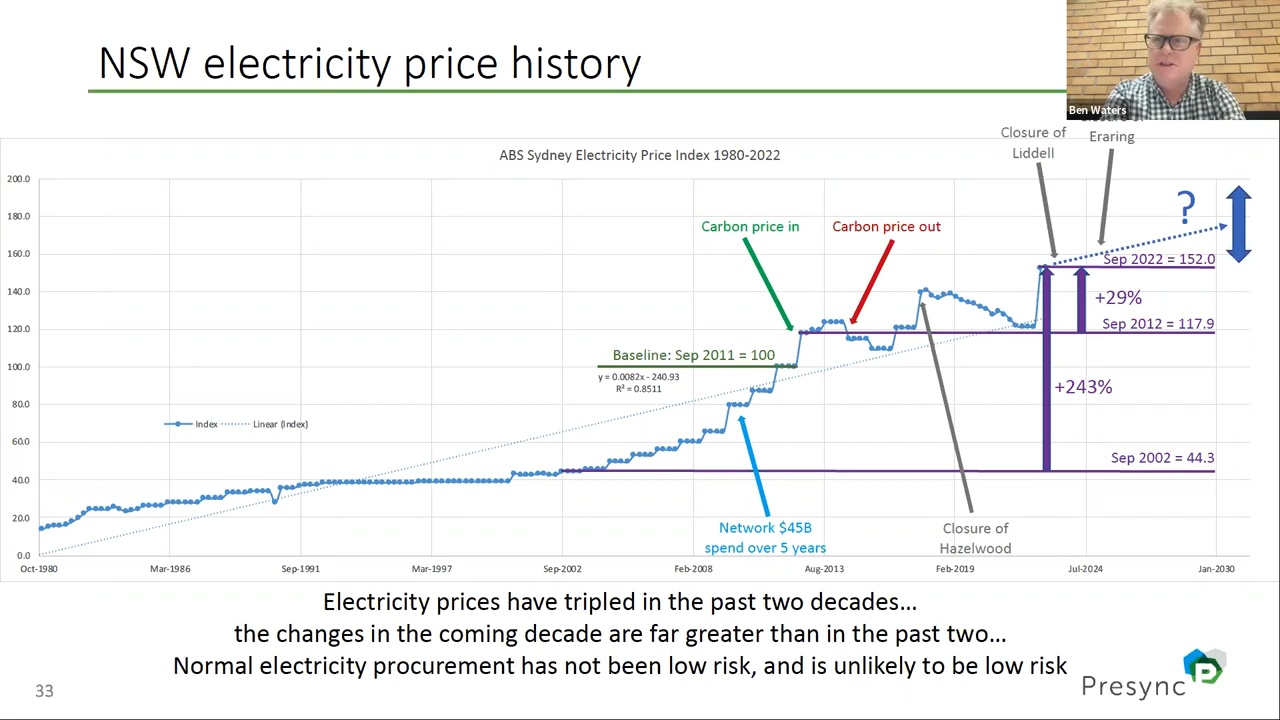 NSW electricity price history
Ben Waters
Closure of
Liddell
Closure of
Eraring
ABS Sydney Electricity Price Index 1980-2022
200.0
180.0
160.0
140.0
120.0
100.0
80.0
60.0
40.0
20.0
0.0
Carbon price in
Carbon price out
?
Sep 2022 = 152.0
+29%
Sep 2012 = 117.9
Baseline: Sep 2011 = 100
y = 0.0082x - 240.93
R² = 0.8511
+243%
Index
Linear (Index)
Sep 2002 = 44.3
Network $45B
spend over 5 years
Closure of
Hazelwood
Oct-1980
Mar-1986
Sep-1991
Mar-1997
Sep-2002
Feb-2008
Aug-2013
Feb-2019
Jul-2024
Jan-2030
Electricity prices have tripled in the past two decades...
the changes in the coming decade are far greater than in the past two...
Normal electricity procurement has not been low risk, and is unlikely to be low risk
33
Presync